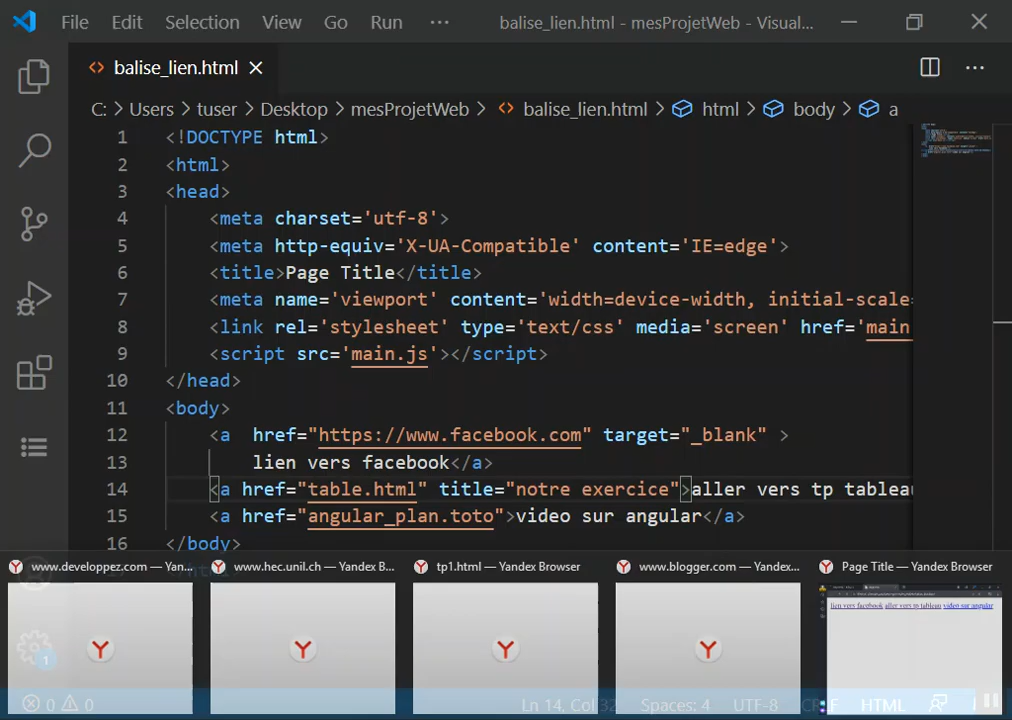 File Edit Selection View Go Run ··· balise_lien.html - mesProjetWeb - Visual...
balise_lien.html
C: > Users > tuser > Desktop > mesProjetWeb > balise_lien.html > html > body > a
1 <!DOCTYPE html>
2 <html>
3 <head>
4 <meta charset='utf-8'>
5 <meta http-equiv='X-UA-Compatible' content='IE=edge'>
6 <title>Page Title</title>
7 <meta name='viewport' content='width=device-width, initial-scale=
8 <link rel='stylesheet' type='text/css' media='screen' href='main
9 <script src='main.js'></script>
10 </head>
11 <body>
12 <a  href="https://www.facebook.com" target="_blank" >
13 lien vers facebook</a>
14 <a href="table.html" title="notre exercice">aller vers tp tableau
15 <a href="angular_plan.toto">video sur angular</a>
16 </body>
www.developpez.com — Yan... www.hec.unil.ch — Yandex B... tp1.html — Yandex Browser www.blogger.com — Yandex... Page Title — Yandex Browser
lien vers facebook aller vers tp tableau video sur angular
1
0 0 Ln 14, Col 32 Spaces: 4 UTF-8 HTML